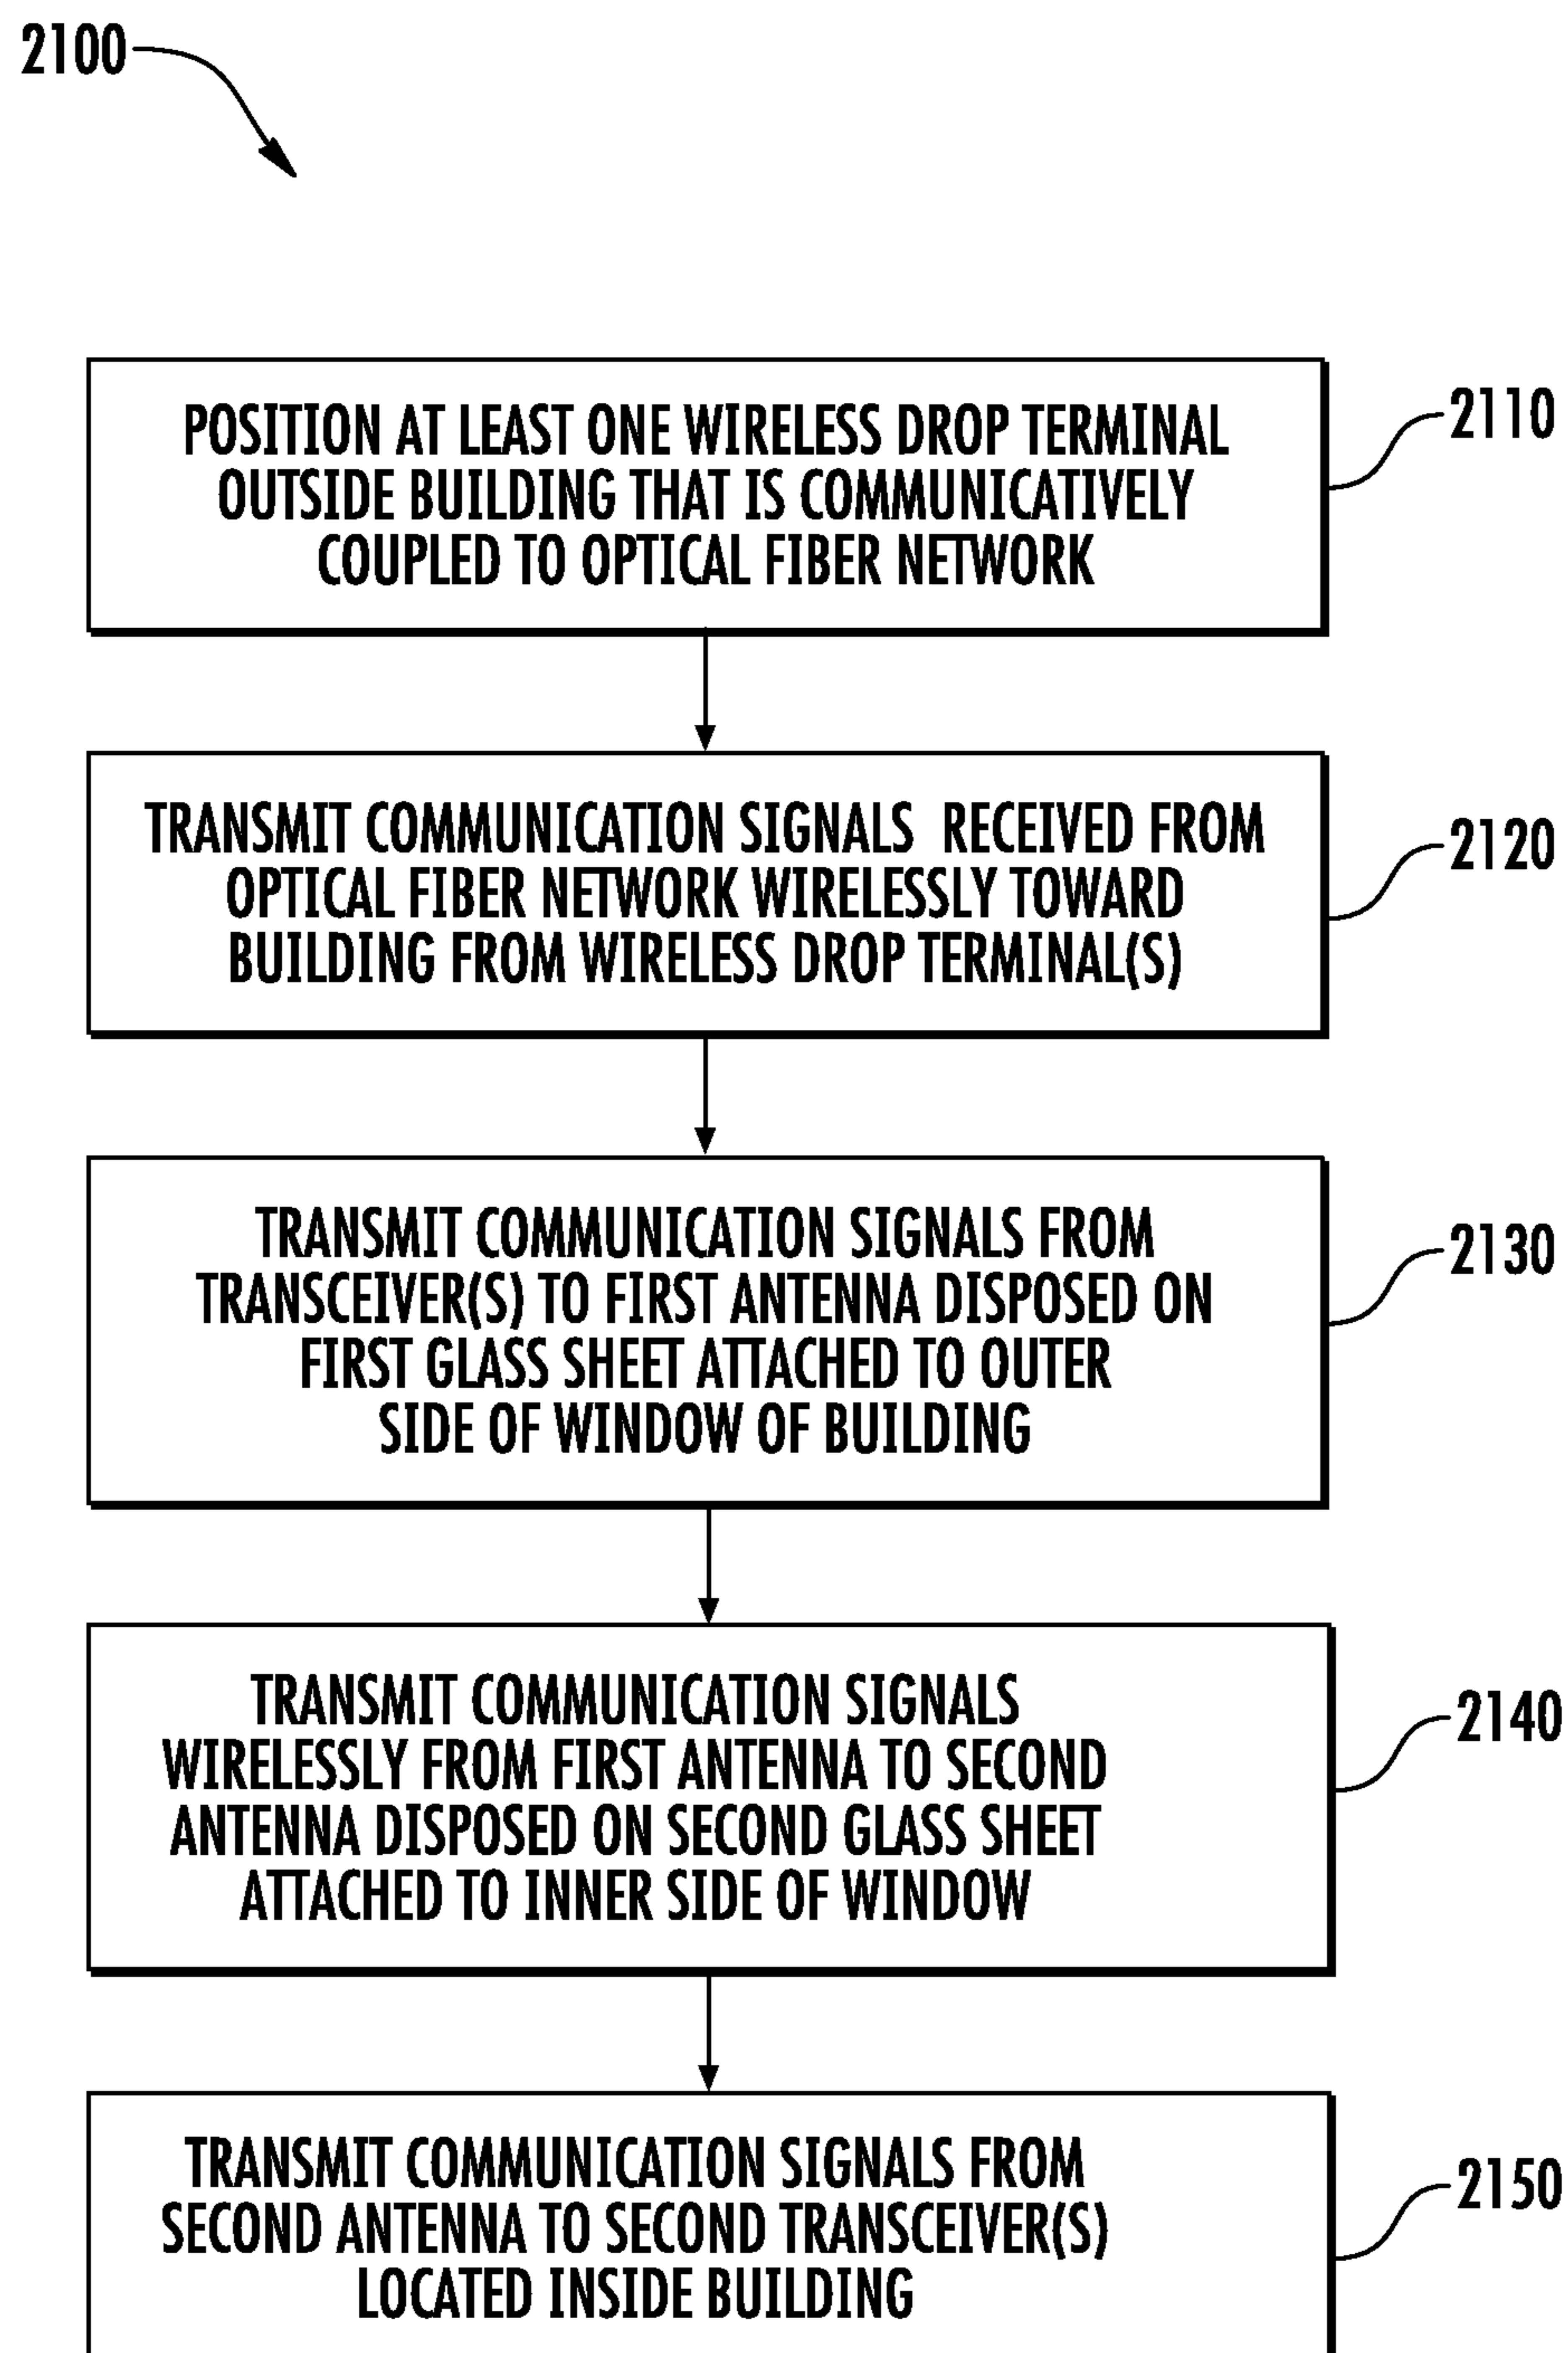 2100
POSITION AT LEAST ONE WIRELESS DROP TERMINAL
OUTSIDE BUILDING THAT IS COMMUNICATIVELY
COUPLED TO OPTICAL FIBER NETWORK
2110
TRANSMIT COMMUNICATION SIGNALS RECEIVED FROM
OPTICAL FIBER NETWORK WIRELESSLY TOWARD
BUILDING FROM WIRELESS DROP TERMINAL(S)
2120
TRANSMIT COMMUNICATION SIGNALS FROM
TRANSCEIVER(S) TO FIRST ANTENNA DISPOSED ON
FIRST GLASS SHEET ATTACHED TO OUTER
SIDE OF WINDOW OF BUILDING
2130
TRANSMIT COMMUNICATION SIGNALS
WIRELESSLY FROM FIRST ANTENNA TO SECOND
ANTENNA DISPOSED ON SECOND GLASS SHEET
ATTACHED TO INNER SIDE OF WINDOW
2140
TRANSMIT COMMUNICATION SIGNALS FROM
SECOND ANTENNA TO SECOND TRANSCEIVER(S)
LOCATED INSIDE BUILDING
2150